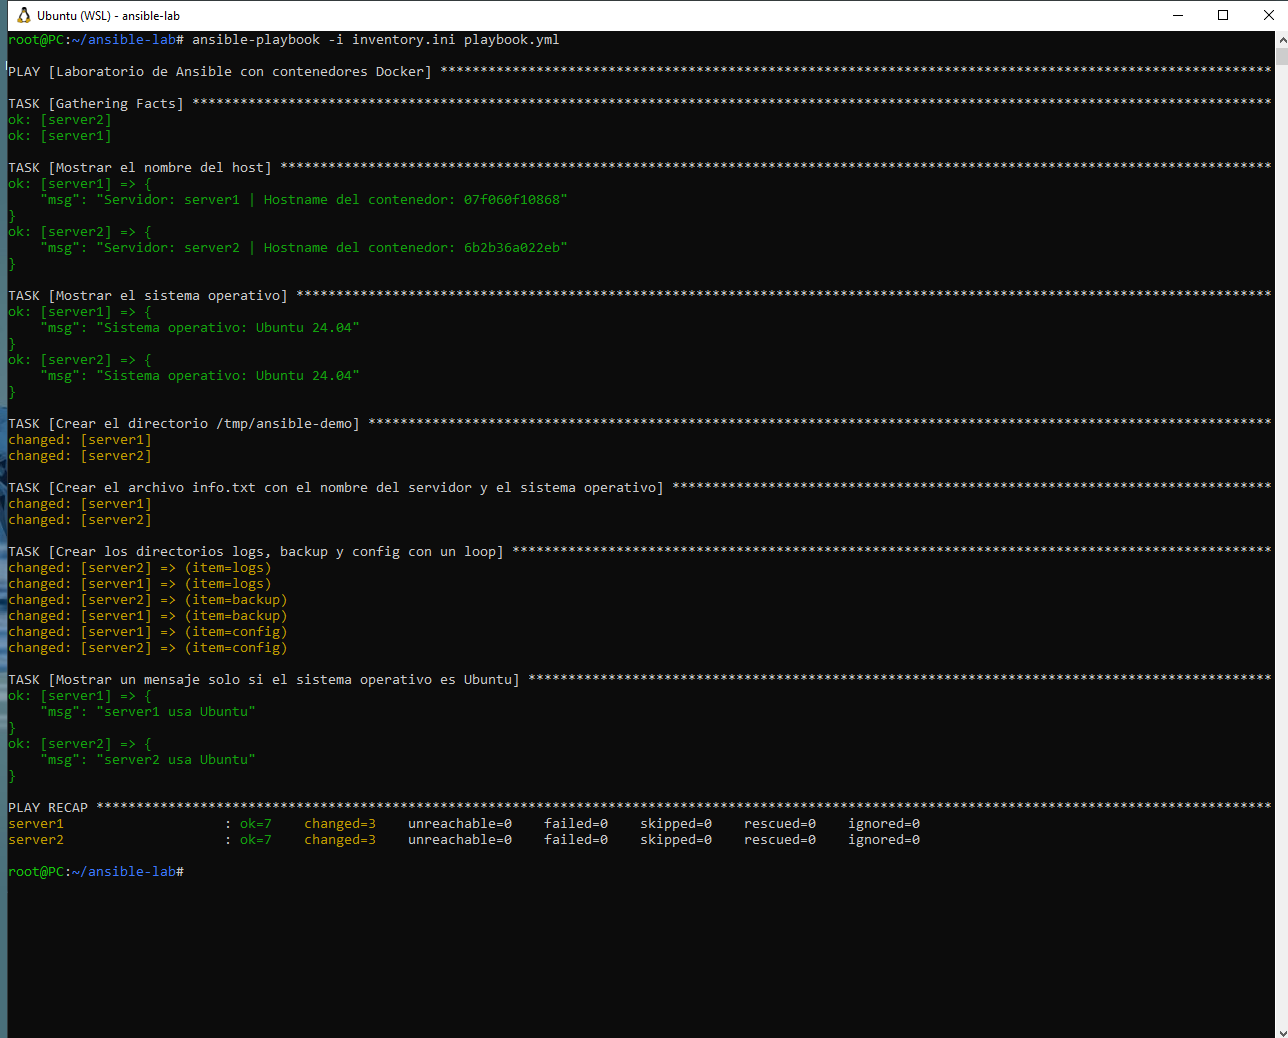 Ubuntu (WSL) - ansible-lab
root@PC:~/ansible-lab# ansible-playbook -i inventory.ini playbook.yml
PLAY [Laboratorio de Ansible con contenedores Docker] ********************************************************************************************************
TASK [Gathering Facts] ***************************************************************************************************************************************
ok: [server2]
ok: [server1]
TASK [Mostrar el nombre del host] ****************************************************************************************************************************
ok: [server1] => {
    "msg": "Servidor: server1 | Hostname del contenedor: 07f060f10868"
}
ok: [server2] => {
    "msg": "Servidor: server2 | Hostname del contenedor: 6b2b36a022eb"
}
TASK [Mostrar el sistema operativo] **************************************************************************************************************************
ok: [server1] => {
    "msg": "Sistema operativo: Ubuntu 24.04"
}
ok: [server2] => {
    "msg": "Sistema operativo: Ubuntu 24.04"
}
TASK [Crear el directorio /tmp/ansible-demo] *****************************************************************************************************************
changed: [server1]
changed: [server2]
TASK [Crear el archivo info.txt con el nombre del servidor y el sistema operativo] ***************************************************************************
changed: [server1]
changed: [server2]
TASK [Crear los directorios logs, backup y config con un loop] ***********************************************************************************************
changed: [server2] => (item=logs)
changed: [server1] => (item=logs)
changed: [server2] => (item=backup)
changed: [server1] => (item=backup)
changed: [server1] => (item=config)
changed: [server2] => (item=config)
TASK [Mostrar un mensaje solo si el sistema operativo es Ubuntu] *********************************************************************************************
ok: [server1] => {
    "msg": "server1 usa Ubuntu"
}
ok: [server2] => {
    "msg": "server2 usa Ubuntu"
}
PLAY RECAP ***************************************************************************************************************************************************
server1                    : ok=7    changed=3    unreachable=0    failed=0    skipped=0    rescued=0    ignored=0
server2                    : ok=7    changed=3    unreachable=0    failed=0    skipped=0    rescued=0    ignored=0
root@PC:~/ansible-lab#